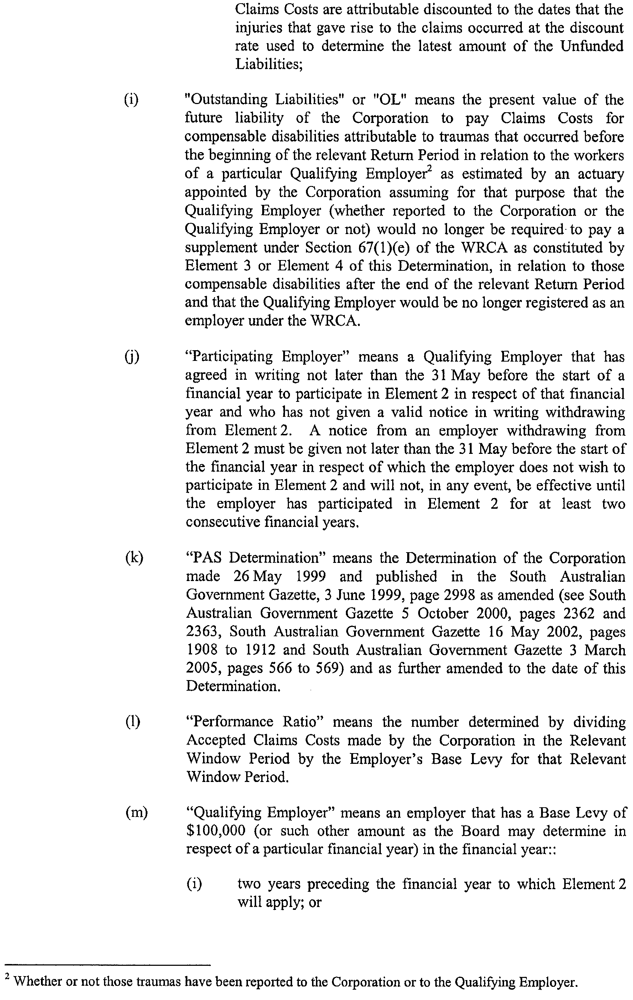 Claims Costs are attributable discounted to the dates that the
injuries that gave rise to the claims occurred at the discount
rate used to determine the latest amount of the Unfunded
Liabilities;
(i) "Outstanding Liabilities" or "OL" means the present value of the
future liability of the Corporation to pay Claims Costs for
compensable disabilities attributable to traumas that occurred before
the beginning of the relevant Return Period in relation to the workers
of a particular Qualifying Employer² as estimated by an actuary
appointed by the Corporation assuming for that purpose that the
Qualifying Employer (whether reported to the Corporation or the
Qualifying Employer or not) would no longer be required to pay a
supplement under Section 67(1)(e) of the WRCA as constituted by
Element 3 or Element 4 of this Determination, in relation to those
compensable disabilities after the end of the relevant Return Period
and that the Qualifying Employer would be no longer registered as an
employer under the WRCA.
(j) “Participating Employer” means a Qualifying Employer that has
agreed in writing not later than the 31 May before the start of a
financial year to participate in Element 2 in respect of that financial
year and who has not given a valid notice in writing withdrawing
from Element 2. A notice from an employer withdrawing from
Element 2 must be given not later than the 31 May before the start of
the financial year in respect of which the employer does not wish to
participate in Element 2 and will not, in any event, be effective until
the employer has participated in Element 2 for at least two
consecutive financial years.
(k) “PAS Determination” means the Determination of the Corporation
made 26 May 1999 and published in the South Australian
Government Gazette, 3 June 1999, page 2998 as amended (see South
Australian Government Gazette 5 October 2000, pages 2362 and
2363, South Australian Government Gazette 16 May 2002, pages
1908 to 1912 and South Australian Government Gazette 3 March
2005, pages 566 to 569) and as further amended to the date of this
Determination.
(l) “Performance Ratio” means the number determined by dividing
Accepted Claims Costs made by the Corporation in the Relevant
Window Period by the Employer’s Base Levy for that Relevant
Window Period.
(m) “Qualifying Employer” means an employer that has a Base Levy of
$100,000 (or such other amount as the Board may determine in
respect of a particular financial year) in the financial year::
(i) two years preceding the financial year to which Element 2
will apply; or
² Whether or not those traumas have been reported to the Corporation or to the Qualifying Employer.